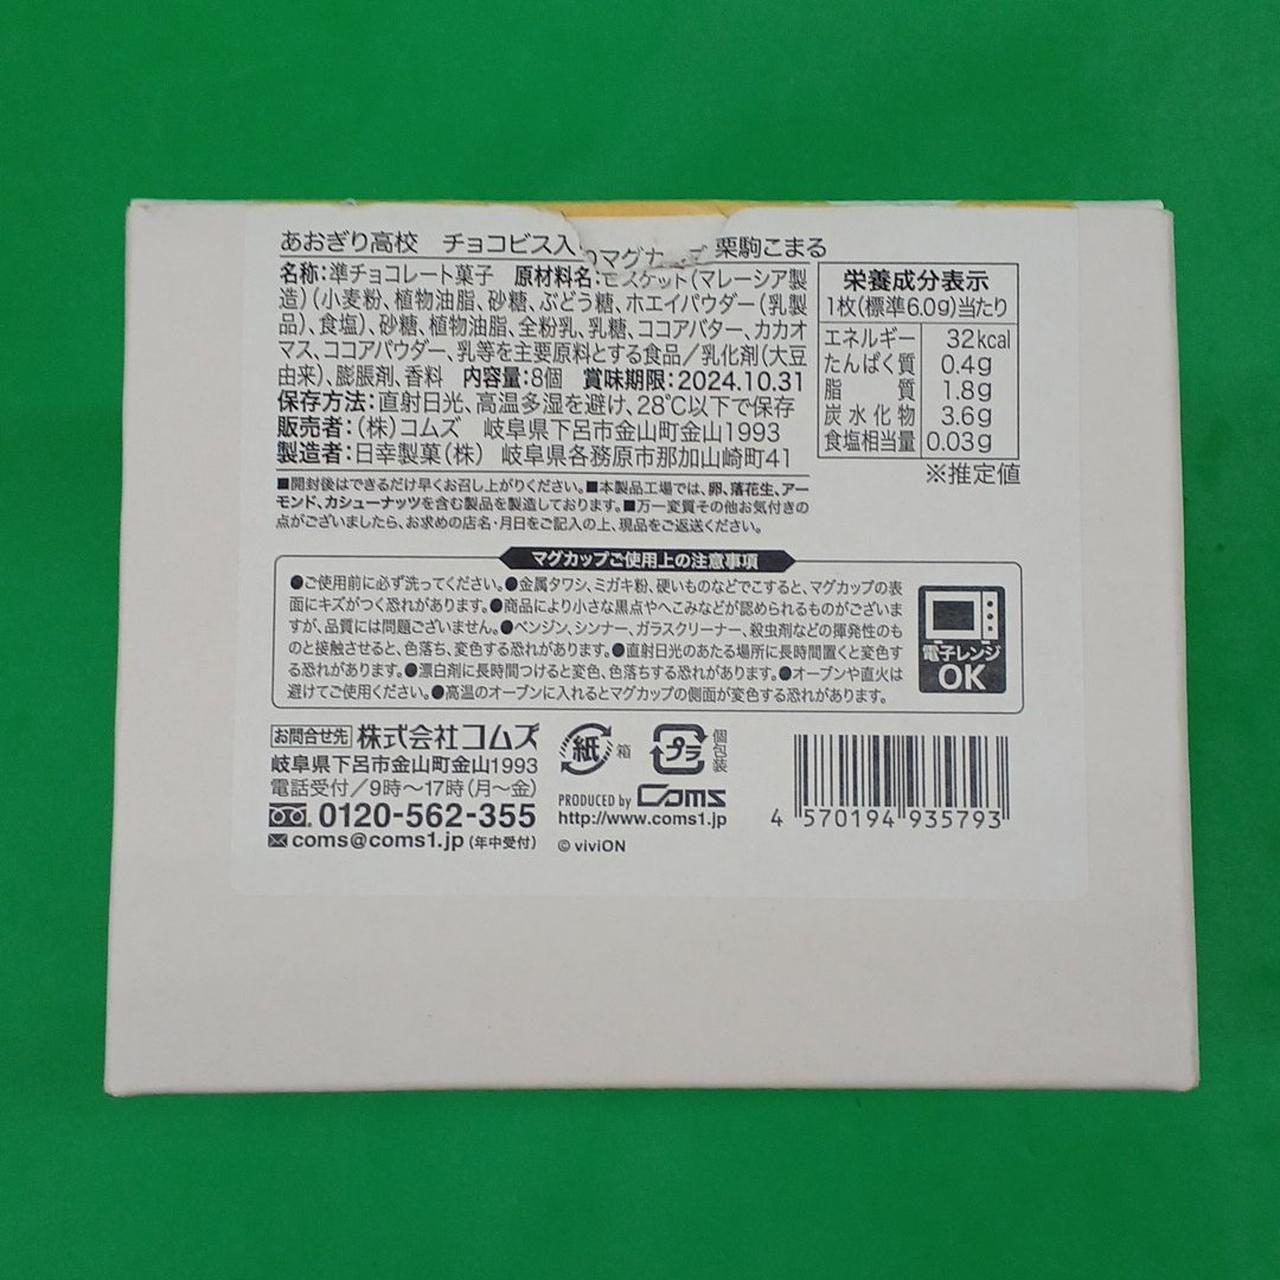 あおぎり高校　チョコビス入りマグカップ 栗駒こまる
名称:準チョコレート菓子　原材料名:ビスケット(マレーシア製
造)(小麦粉、植物油脂、砂糖、ぶどう糖、ホエイパウダー(乳製
品)、食塩)、砂糖、植物油脂、全粉乳、乳糖、ココアバター、カカオ
マス、ココアパウダー、乳等を主要原料とする食品/乳化剤(大豆
由来)、膨脹剤、香料　内容量:8個　賞味期限:2024.10.31
保存方法:直射日光、高温多湿を避け、28℃以下で保存
販売者:(株)コムズ　岐阜県下呂市金山町金山1993
製造者:日幸製菓(株)　岐阜県各務原市那加山崎町41
■開封後はできるだけ早くお召し上がりください。■本製品工場では、卵、落花生、アー
モンド、カシューナッツを含む製品を製造しております。■万一変質その他お気付きの
点がございましたら、お求めの店名・月日をご記入の上、現品をご返送ください。
栄養成分表示
1枚(標準6.0g)当たり
エネルギー 32kcal
たんぱく質 0.4g
脂質 1.8g
炭水化物 3.6g
食塩相当量 0.03g
※推定値
マグカップご使用上の注意事項
●ご使用前に必ず洗ってください。●金属タワシ、ミガキ粉、硬いものなどでこすると、マグカップの表
面にキズがつく恐れがあります。●商品により小さな黒点やへこみなどが認められるものがございま
すが、品質には問題ございません。●ベンジン、シンナー、ガラスクリーナー、殺虫剤などの揮発性のも
のと接触させると、色落ち、変色する恐れがあります。●直射日光のあたる場所に長時間置くと変色す
る恐れがあります。●漂白剤に長時間つけると変色、色落ちする恐れがあります。●オーブンや直火は
避けてご使用ください。●高温のオーブンに入れるとマグカップの側面が変色する恐れがあります。
電子レンジ
OK
お問合せ先 株式会社コムズ
岐阜県下呂市金山町金山1993
電話受付/9時〜17時(月〜金)
0120-562-355
coms@coms1.jp(年中受付)
紙 箱
プラ 個包装
PRODUCED by Coms
http://www.coms1.jp
© viviON
4 570194 935793